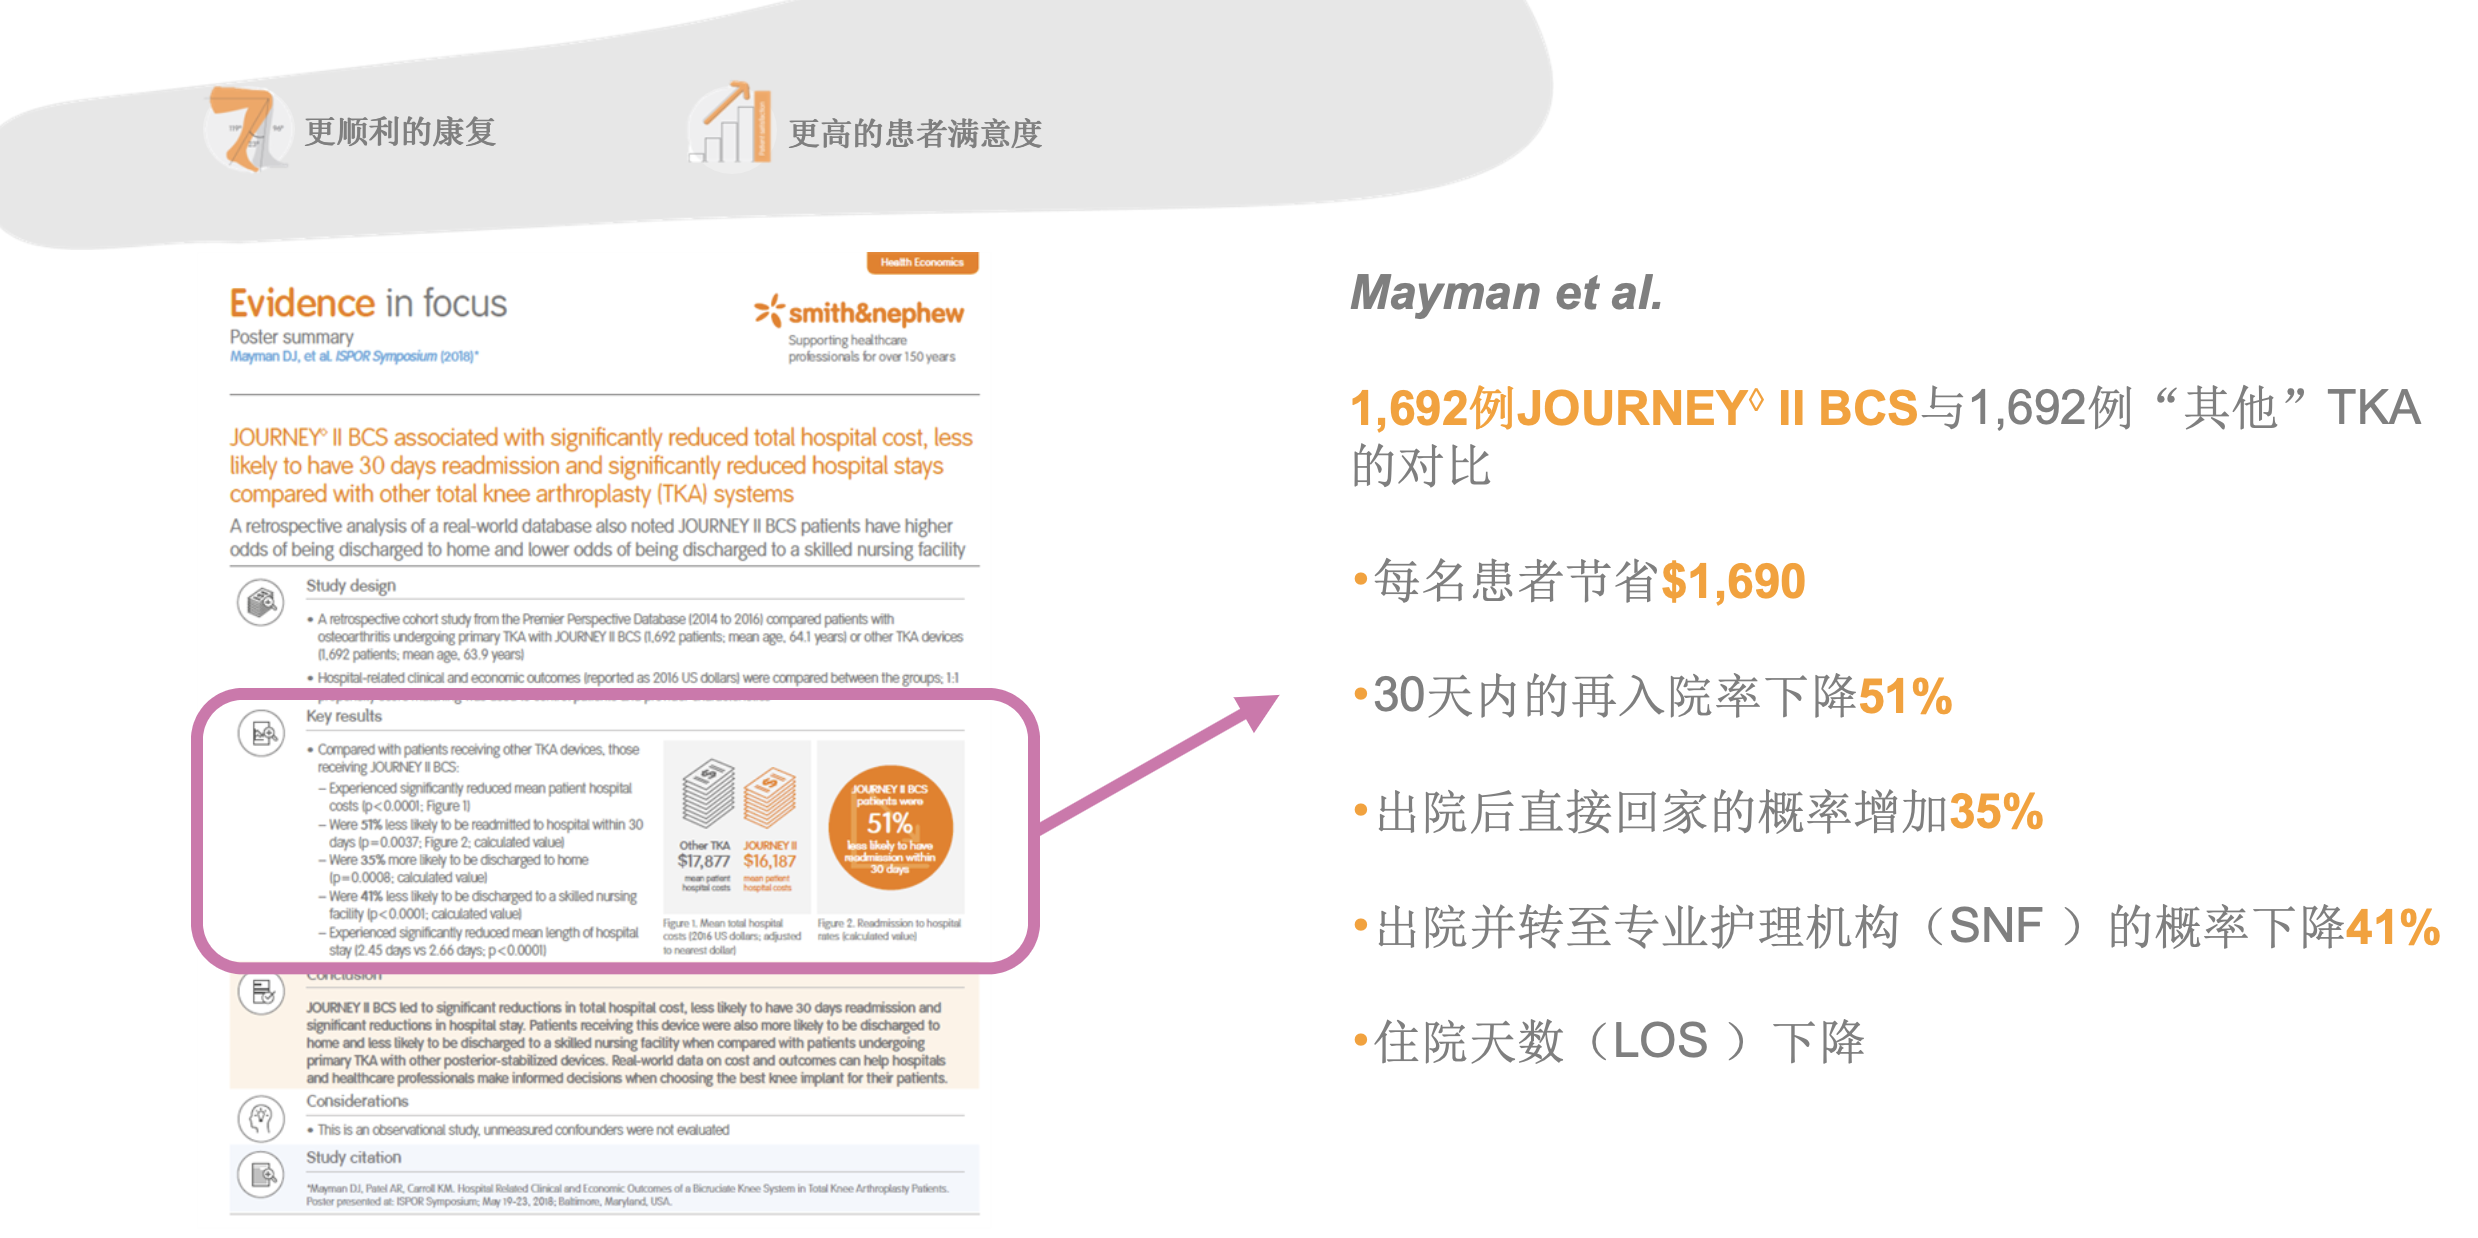 更顺利的康复
更高的患者满意度
Health Economics
Evidence in focus
Poster summary
Mayman DJ, et al. ISPOR Symposium (2018)*
smith&nephew
Supporting healthcare
professionals for over 150 years
JOURNEY◊ II BCS associated with significantly reduced total hospital cost, less
likely to have 30 days readmission and significantly reduced hospital stays
compared with other total knee arthroplasty (TKA) systems
A retrospective analysis of a real-world database also noted JOURNEY II BCS patients have higher
odds of being discharged to home and lower odds of being discharged to a skilled nursing facility
Study design
• A retrospective cohort study from the Premier Perspective Database (2014 to 2016) compared patients with
osteoarthritis undergoing primary TKA with JOURNEY II BCS (1,692 patients; mean age, 64.1 years) or other TKA devices
(1,692 patients; mean age, 63.9 years)
• Hospital-related clinical and economic outcomes (reported as 2016 US dollars) were compared between the groups; 1:1
Key results
• Compared with patients receiving other TKA devices, those
receiving JOURNEY II BCS:
– Experienced significantly reduced mean patient hospital
costs (p<0.0001; Figure 1)
– Were 51% less likely to be readmitted to hospital within 30
days (p=0.0037; Figure 2; calculated value)
– Were 35% more likely to be discharged to home
(p=0.0008; calculated value)
– Were 41% less likely to be discharged to a skilled nursing
facility (p<0.0001; calculated value)
– Experienced significantly reduced mean length of hospital
stay (2.45 days vs 2.66 days; p<0.0001)
Other TKA
$17,877
mean patient
hospital costs
JOURNEY II
$16,187
mean patient
hospital costs
Figure 1. Mean total hospital
costs (2016 US dollars; adjusted
to nearest dollar)
JOURNEY II BCS
patients were
51%
less likely to have
readmission within
30 days
Figure 2. Readmission to hospital
rates (calculated value)
Conclusion
JOURNEY II BCS led to significant reductions in total hospital cost, less likely to have 30 days readmission and
significant reductions in hospital stay. Patients receiving this device were also more likely to be discharged to
home and less likely to be discharged to a skilled nursing facility when compared with patients undergoing
primary TKA with other posterior-stabilized devices. Real-world data on cost and outcomes can help hospitals
and healthcare professionals make informed decisions when choosing the best knee implant for their patients.
Considerations
• This is an observational study, unmeasured confounders were not evaluated
Study citation
*Mayman DJ, Patel AR, Carroll KM. Hospital Related Clinical and Economic Outcomes of a Bicruciate Knee System in Total Knee Arthroplasty Patients.
Poster presented at: ISPOR Symposium; May 19-23, 2018; Baltimore, Maryland, USA.
Mayman et al.
1,692例JOURNEY◊ II BCS与1,692例“其他”TKA
的对比
•每名患者节省$1,690
•30天内的再入院率下降51%
•出院后直接回家的概率增加35%
•出院并转至专业护理机构（SNF ）的概率下降41%
•住院天数（LOS ）下降